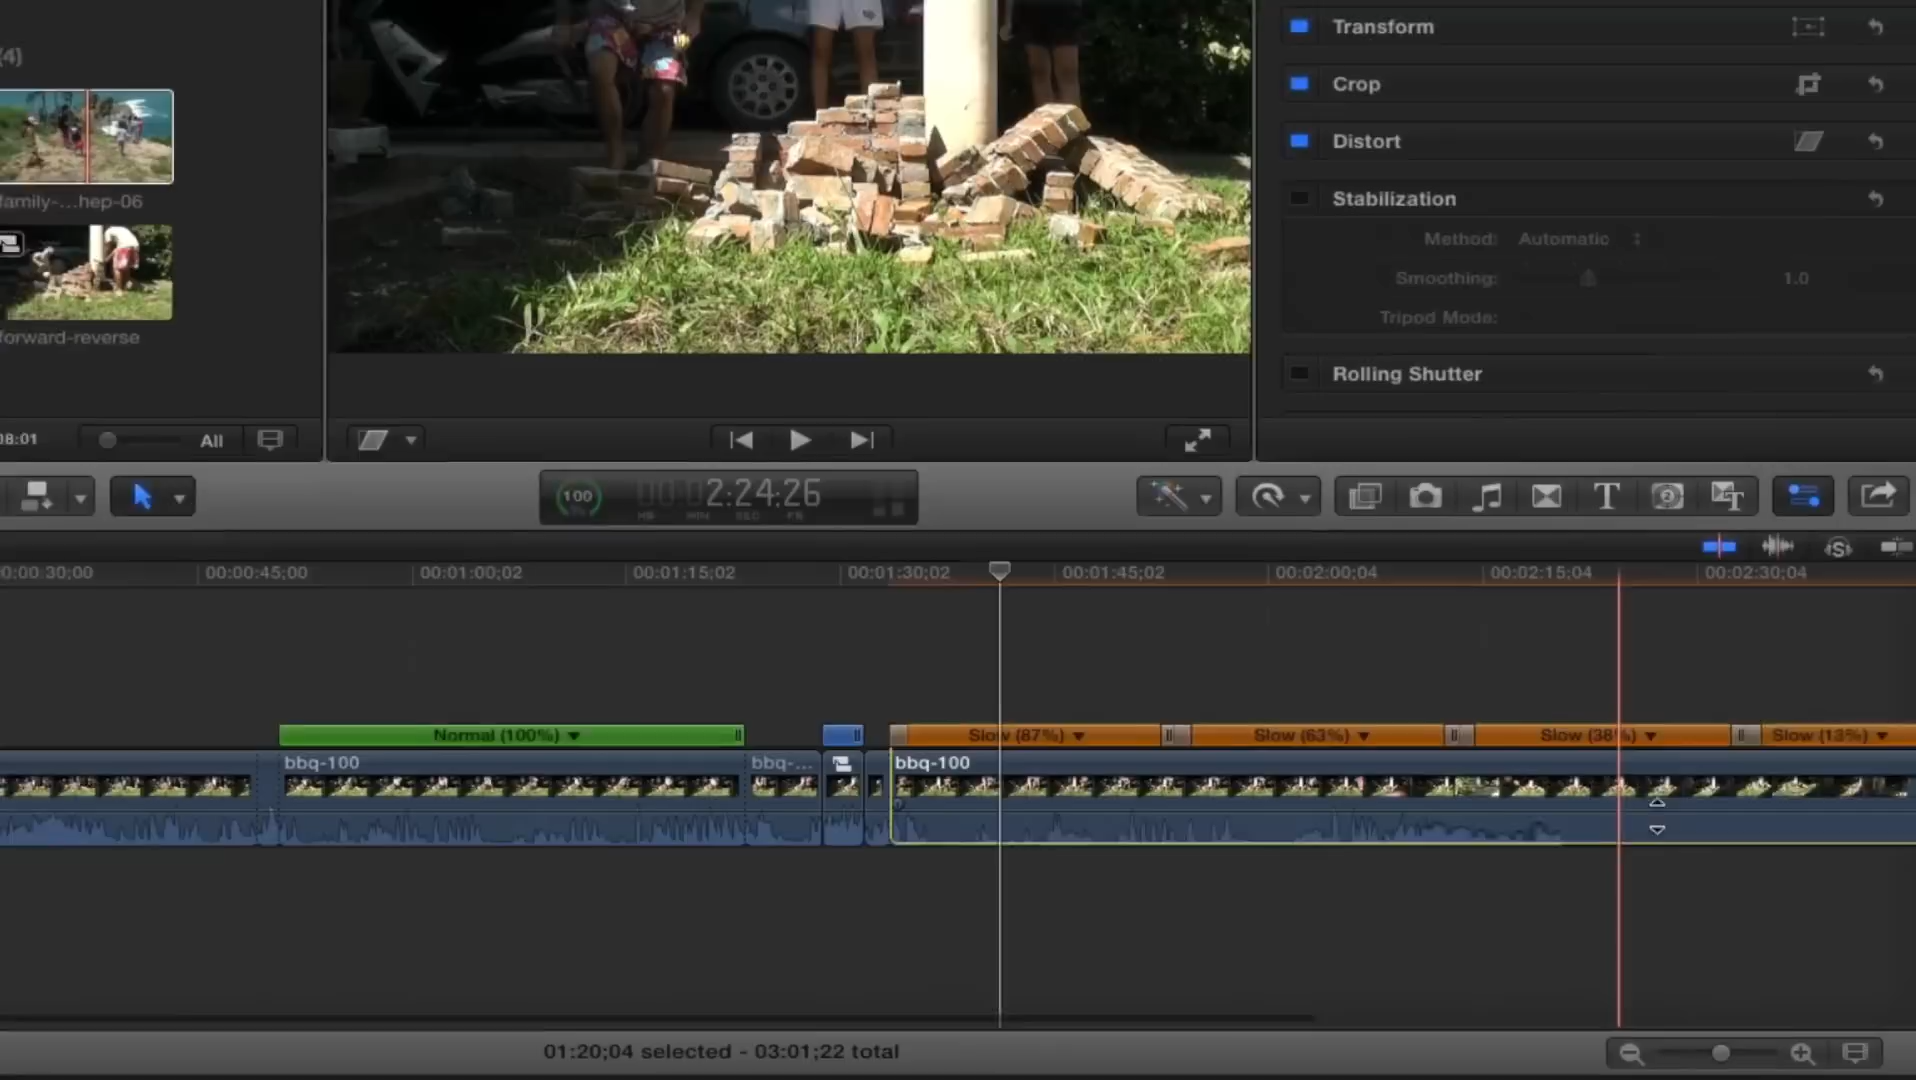 (4)
family-...hep-06
forward-reverse
08:01
All
Transform
Crop
Distort
Stabilization
Method: Automatic
Smoothing: 1.0
Tripod Mode:
Rolling Shutter
100
%
00:02:24;26
HR MIN SEC FR
T
0:00:30;00
00:00:45;00
00:01:00;02
00:01:15;02
00:01:30;02
00:01:45;02
00:02:00;04
00:02:15;04
00:02:30;04
Normal (100%)
Slow (87%)
Slow (63%)
Slow (38%)
Slow (13%)
bbq-100
bbq-...
bbq-100
01:20;04 selected - 03:01;22 total